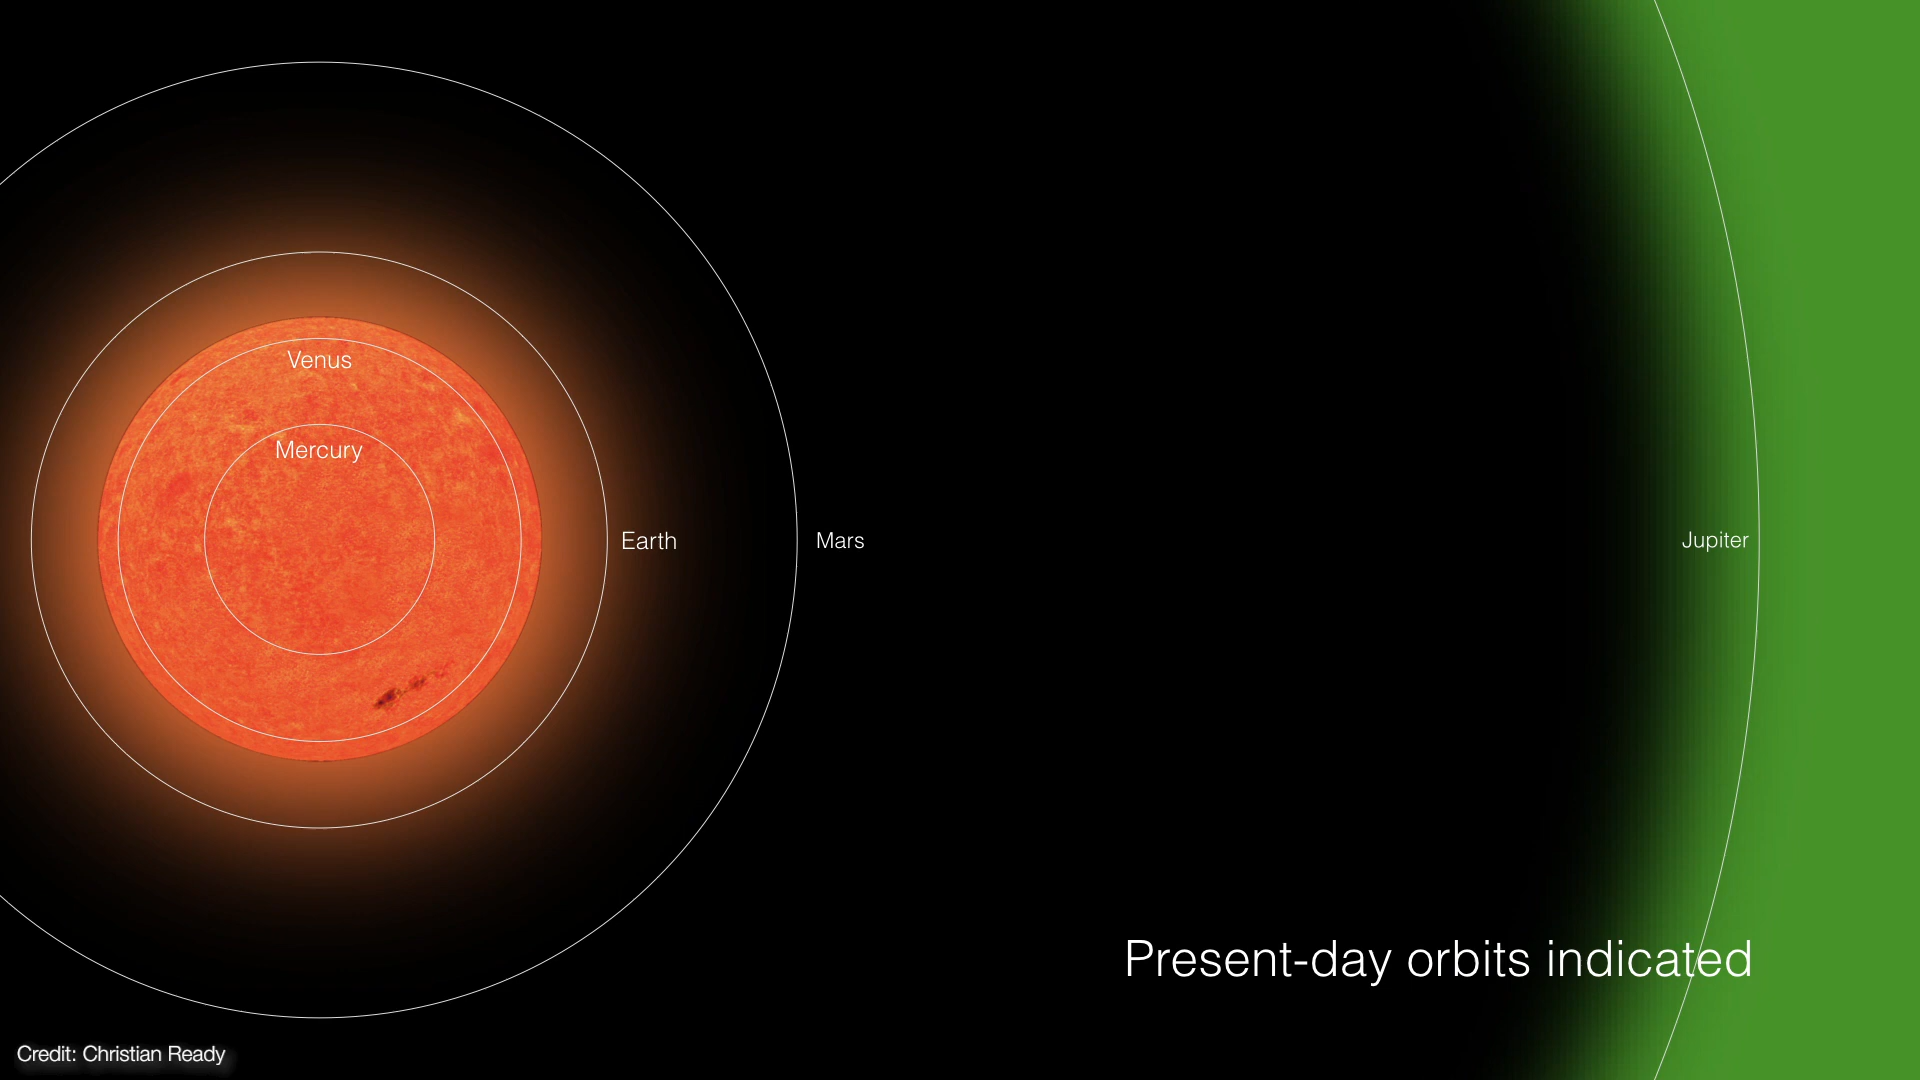 Venus
Mercury
Earth
Mars
Jupiter
Present-day orbits indicated
Credit: Christian Ready